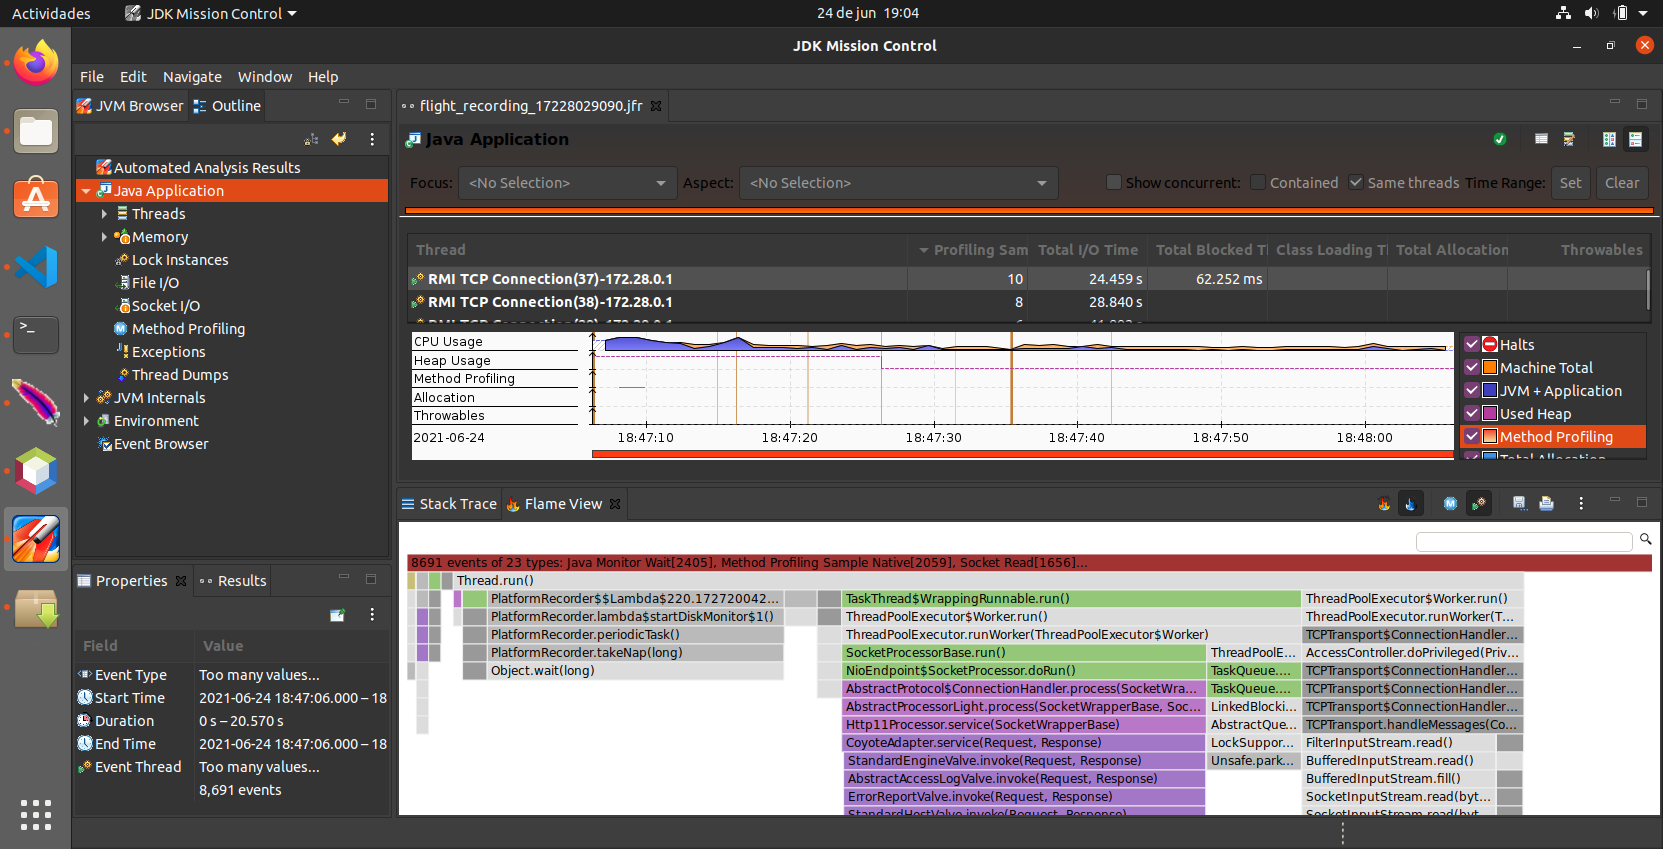 Actividades
JDK Mission Control
24 de jun 19:04
JDK Mission Control
File Edit Navigate Window Help
JVM Browser
Outline
Automated Analysis Results
Java Application
Threads
Memory
Lock Instances
File I/O
Socket I/O
Method Profiling
Exceptions
Thread Dumps
JVM Internals
Environment
Event Browser
Properties
Results
Field Value
Event Type Too many values...
Start Time 2021-06-24 18:47:06.000 – 18
Duration 0 s – 20.570 s
End Time 2021-06-24 18:47:06.000 – 18
Event Thread Too many values...
8,691 events
flight_recording_17228029090.jfr
Java Application
Focus: <No Selection> Aspect: <No Selection> Show concurrent: Contained Same threads Time Range: Set Clear
Thread Profiling Sam Total I/O Time Total Blocked Ti Class Loading T Total Allocation Throwables
RMI TCP Connection(37)-172.28.0.1 10 24.459 s 62.252 ms
RMI TCP Connection(38)-172.28.0.1 8 28.840 s
CPU Usage
Heap Usage
Method Profiling
Allocation
Throwables
2021-06-24 18:47:10 18:47:20 18:47:30 18:47:40 18:47:50 18:48:00
Halts
Machine Total
JVM + Application
Used Heap
Method Profiling
Total Allocation
Stack Trace
Flame View
8691 events of 23 types: Java Monitor Wait[2405], Method Profiling Sample Native[2059], Socket Read[1656]...
Thread.run()
PlatformRecorder$$Lambda$220.172720042... TaskThread$WrappingRunnable.run() ThreadPoolExecutor$Worker.run()
PlatformRecorder.lambda$startDiskMonitor$1() ThreadPoolExecutor$Worker.run() ThreadPoolExecutor.runWorker(T...
PlatformRecorder.periodicTask() ThreadPoolExecutor.runWorker(ThreadPoolExecutor$Worker) TCPTransport$ConnectionHandler...
PlatformRecorder.takeNap(long) SocketProcessorBase.run() ThreadPoolE... AccessController.doPrivileged(Priv...
Object.wait(long) NioEndpoint$SocketProcessor.doRun() TaskQueue.... TCPTransport$ConnectionHandler...
AbstractProtocol$ConnectionHandler.process(SocketWra... TaskQueue.... TCPTransport$ConnectionHandler...
AbstractProcessorLight.process(SocketWrapperBase, Soc... LinkedBlocki... TCPTransport$ConnectionHandler...
Http11Processor.service(SocketWrapperBase) AbstractQue... TCPTransport.handleMessages(Co...
CoyoteAdapter.service(Request, Response) LockSuppor... FilterInputStream.read()
StandardEngineValve.invoke(Request, Response) Unsafe.park... BufferedInputStream.read()
AbstractAccessLogValve.invoke(Request, Response) BufferedInputStream.fill()
ErrorReportValve.invoke(Request, Response) SocketInputStream.read(byt...
StandardHostValve.invoke(Request, Response) SocketInputStream.read(byt...